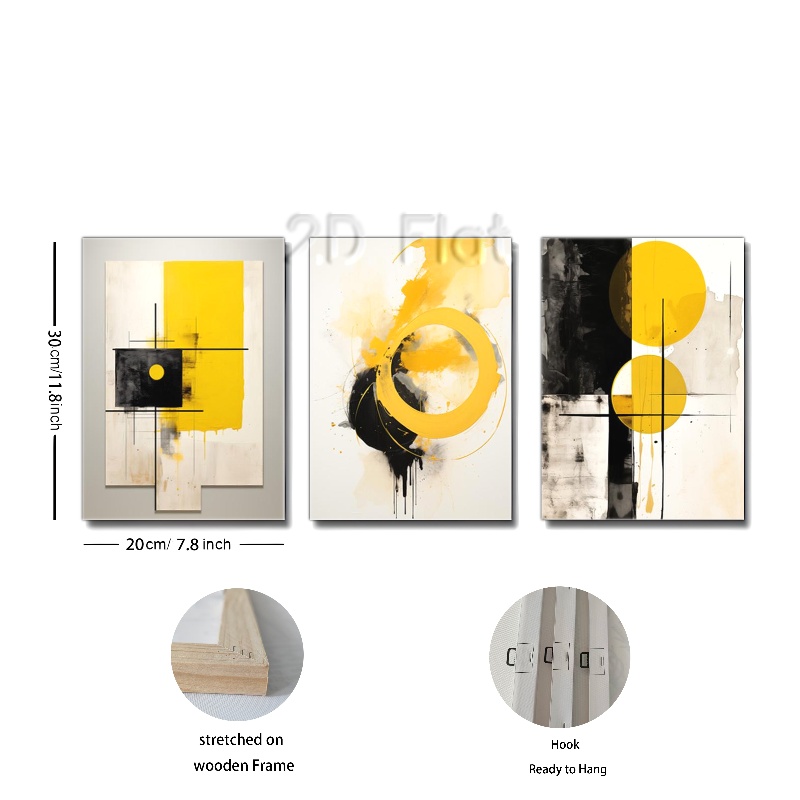 2D Flat
30cm/11.8inch
20cm/ 7.8 inch
stretched on
wooden Frame
Hook
Ready to Hang